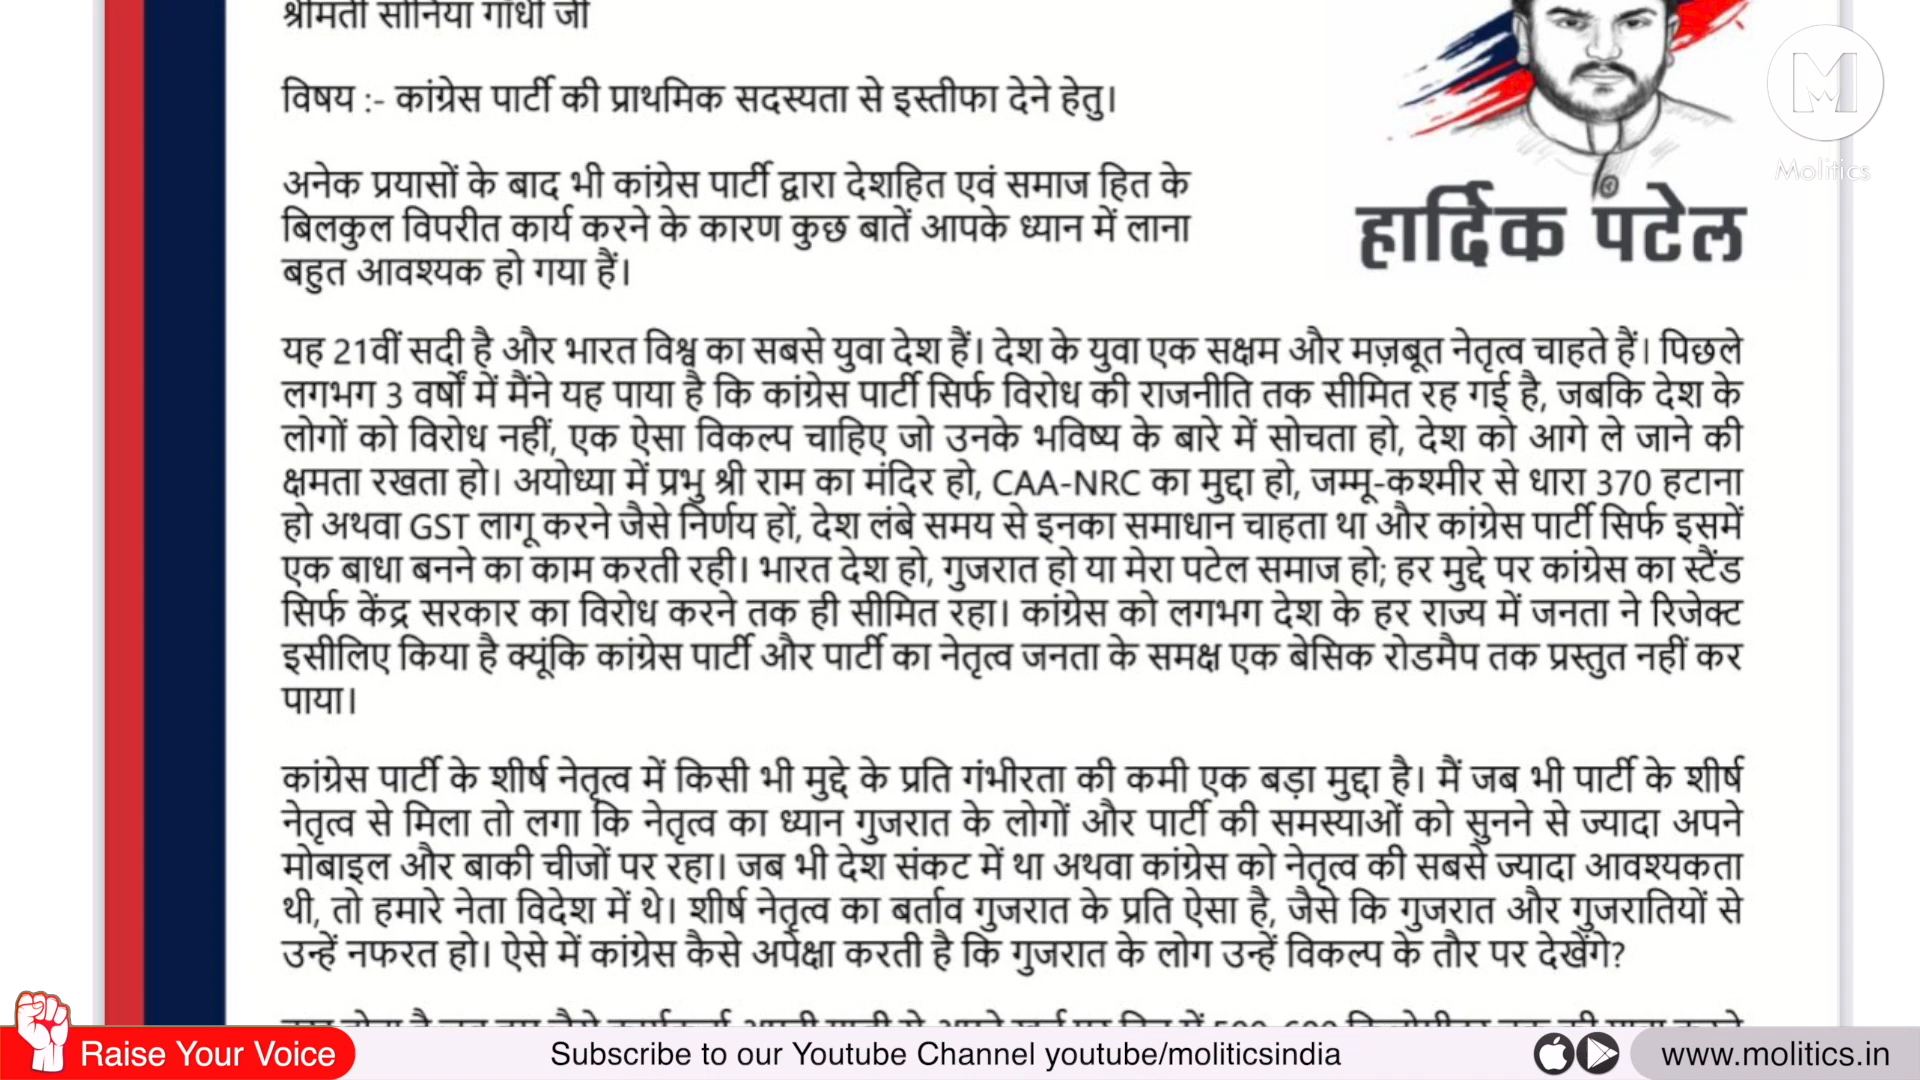 श्रीमती सोनिया गाँधी जी
विषय :- कांग्रेस पार्टी की प्राथमिक सदस्यता से इस्तीफा देने हेतु।
अनेक प्रयासों के बाद भी कांग्रेस पार्टी द्वारा देशहित एवं समाज हित के
बिलकुल विपरीत कार्य करने के कारण कुछ बातें आपके ध्यान में लाना
बहुत आवश्यक हो गया हैं।
हार्दिक पटेल
Molitics
यह 21वीं सदी है और भारत विश्व का सबसे युवा देश हैं। देश के युवा एक सक्षम और मज़बूत नेतृत्व चाहते हैं। पिछले
लगभग 3 वर्षों में मैंने यह पाया है कि कांग्रेस पार्टी सिर्फ विरोध की राजनीति तक सीमित रह गई है, जबकि देश के
लोगों को विरोध नहीं, एक ऐसा विकल्प चाहिए जो उनके भविष्य के बारे में सोचता हो, देश को आगे ले जाने की
क्षमता रखता हो। अयोध्या में प्रभु श्री राम का मंदिर हो, CAA-NRC का मुद्दा हो, जम्मू-कश्मीर से धारा 370 हटाना
हो अथवा GST लागू करने जैसे निर्णय हों, देश लंबे समय से इनका समाधान चाहता था और कांग्रेस पार्टी सिर्फ इसमें
एक बाधा बनने का काम करती रही। भारत देश हो, गुजरात हो या मेरा पटेल समाज हो; हर मुद्दे पर कांग्रेस का स्टैंड
सिर्फ केंद्र सरकार का विरोध करने तक ही सीमित रहा। कांग्रेस को लगभग देश के हर राज्य में जनता ने रिजेक्ट
इसीलिए किया है क्यूंकि कांग्रेस पार्टी और पार्टी का नेतृत्व जनता के समक्ष एक बेसिक रोडमैप तक प्रस्तुत नहीं कर
पाया।
कांग्रेस पार्टी के शीर्ष नेतृत्व में किसी भी मुद्दे के प्रति गंभीरता की कमी एक बड़ा मुद्दा है। मैं जब भी पार्टी के शीर्ष
नेतृत्व से मिला तो लगा कि नेतृत्व का ध्यान गुजरात के लोगों और पार्टी की समस्याओं को सुनने से ज्यादा अपने
मोबाइल और बाकी चीजों पर रहा। जब भी देश संकट में था अथवा कांग्रेस को नेतृत्व की सबसे ज्यादा आवश्यकता
थी, तो हमारे नेता विदेश में थे। शीर्ष नेतृत्व का बर्ताव गुजरात के प्रति ऐसा है, जैसे कि गुजरात और गुजरातियों से
उन्हें नफरत हो। ऐसे में कांग्रेस कैसे अपेक्षा करती है कि गुजरात के लोग उन्हें विकल्प के तौर पर देखेंगे?
Raise Your Voice
Subscribe to our Youtube Channel youtube/moliticsindia
www.molitics.in